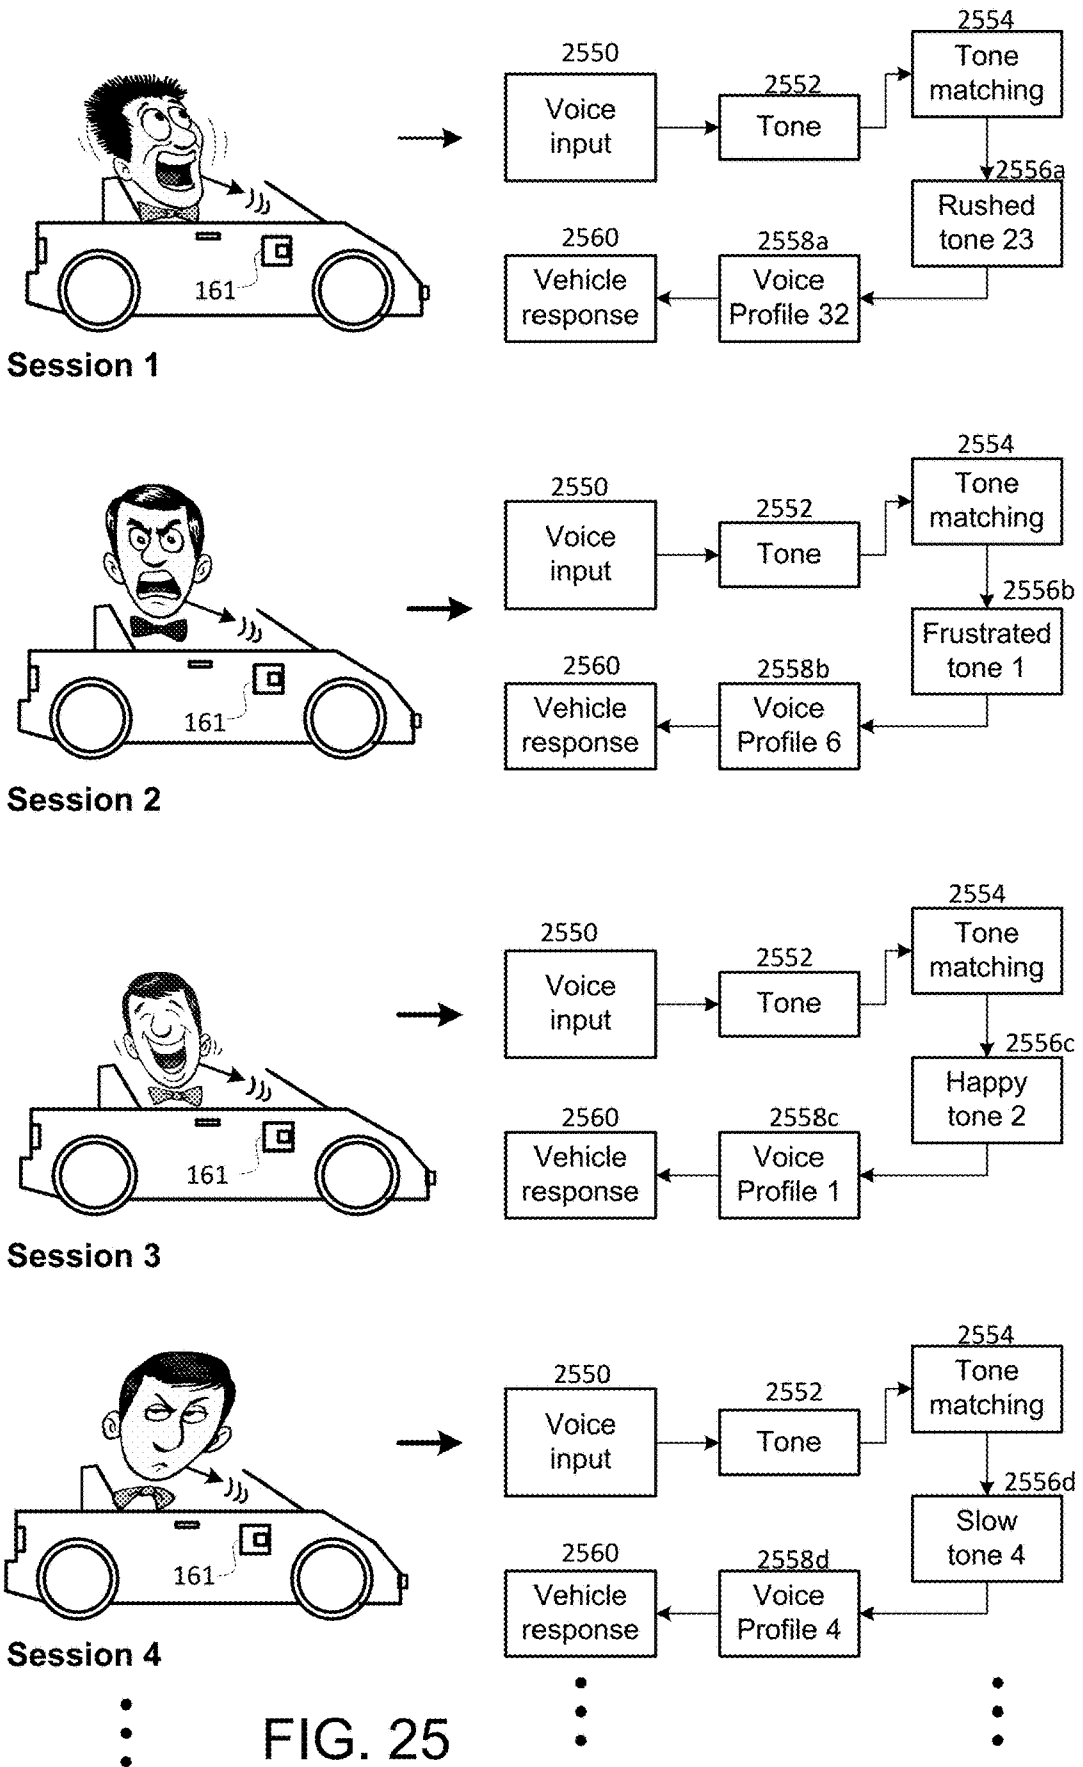 2554
2550
Tone
matching
2552
Voice
input
Tone
2556a
Rushed
tone 23
2560
2558a
Vehicle
response
Voice
Profile 32
161
Session 1
2554
2550
Tone
matching
2552
Voice
input
Tone
2556b
Frustrated
tone 1
2560
2558b
Vehicle
response
Voice
Profile 6
161
Session 2
2554
2550
Tone
matching
2552
Voice
input
Tone
2556c
Happy
tone 2
2560
2558c
Vehicle
response
Voice
Profile 1
161
Session 3
2554
2550
Tone
matching
2552
Voice
input
Tone
2556d
Slow
tone 4
2560
2558d
Vehicle
response
Voice
Profile 4
161
Session 4
FIG. 25